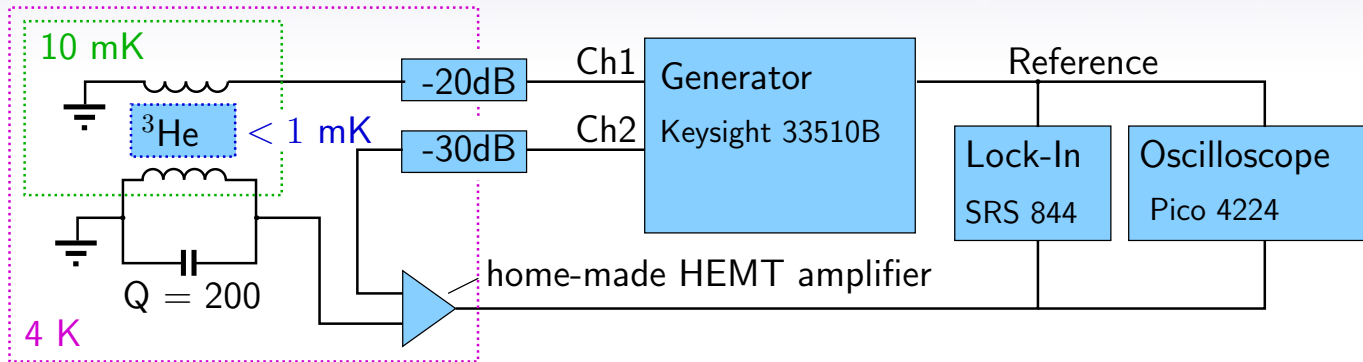 10 mK
-20dB
Ch1
Generator
Reference
³He
< 1 mK
-30dB
Ch2
Keysight 33510B
Lock-In
Oscilloscope
SRS 844
Pico 4224
home-made HEMT amplifier
Q = 200
4 K